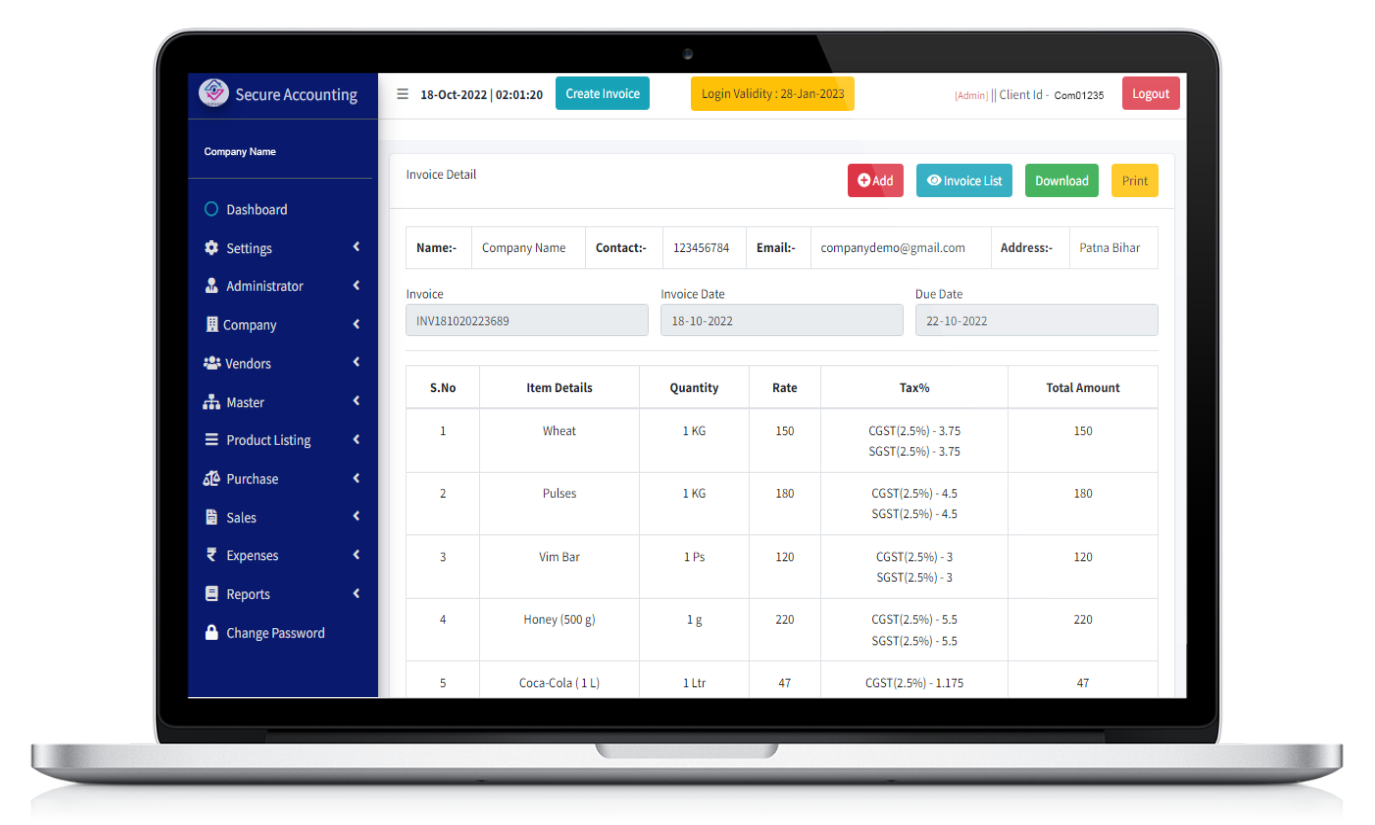 Secure Accounting
18-Oct-2022 | 02:01:20 Create Invoice Login Validity : 28-Jan-2023 [Admin] || Client Id - Com01235 Logout
Company Name
Dashboard
Settings
Administrator
Company
Vendors
Master
Product Listing
Purchase
Sales
Expenses
Reports
Change Password
Invoice Detail Add Invoice List Download Print
Name:- Company Name Contact:- 123456784 Email:- companydemo@gmail.com Address:- Patna Bihar
Invoice Invoice Date Due Date
INV181020223689 18-10-2022 22-10-2022
S.No Item Details Quantity Rate Tax% Total Amount
1 Wheat 1 KG 150 CGST(2.5%) - 3.75 150
SGST(2.5%) - 3.75
2 Pulses 1 KG 180 CGST(2.5%) - 4.5 180
SGST(2.5%) - 4.5
3 Vim Bar 1 Ps 120 CGST(2.5%) - 3 120
SGST(2.5%) - 3
4 Honey (500 g) 1 g 220 CGST(2.5%) - 5.5 220
SGST(2.5%) - 5.5
5 Coca-Cola ( 1 L) 1 Ltr 47 CGST(2.5%) - 1.175 47